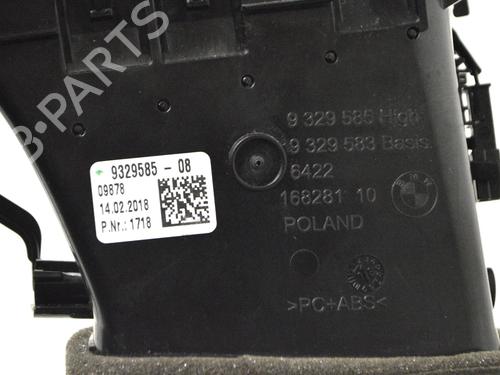 B-PARTS
9329585 - 08
09878
14.02.2018
P.Nr.: 1718
9 329 585 High
9 329 583 Basis
6422
168281 10
POLAND
>PC+ABS<